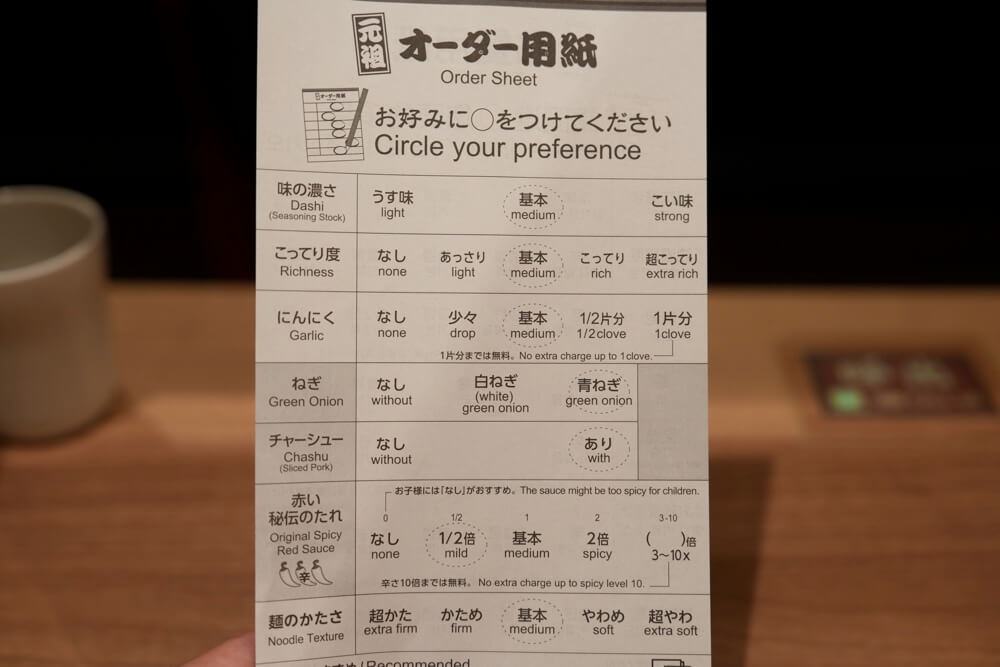 元祖 オーダー用紙
Order Sheet
オーダー用紙
お好みに○をつけてください
Circle your preference
味の濃さ
Dashi
(Seasoning Stock)
うす味 基本 こい味
light medium strong
こってり度
Richness
なし あっさり 基本 こってり 超こってり
none light medium rich extra rich
にんにく
Garlic
なし 少々 基本 1/2片分 1片分
none drop medium 1/2clove 1clove
1片分までは無料。No extra charge up to 1clove.
ねぎ
Green Onion
なし 白ねぎ 青ねぎ
without (white) green onion
green onion
チャーシュー
Chashu
(Sliced Pork)
なし あり
without with
お子様には「なし」がおすすめ。The sauce might be too spicy for children.
赤い
秘伝のたれ
Original Spicy
Red Sauce
辛
0 1/2 1 2 3-10
なし 1/2倍 基本 2倍 ( )倍
none mild medium spicy 3〜10x
辛さ10倍までは無料。No extra charge up to spicy level 10.
麺のかたさ
Noodle Texture
超かた かため 基本 やわめ 超やわ
extra firm firm medium soft extra soft
/Recommended